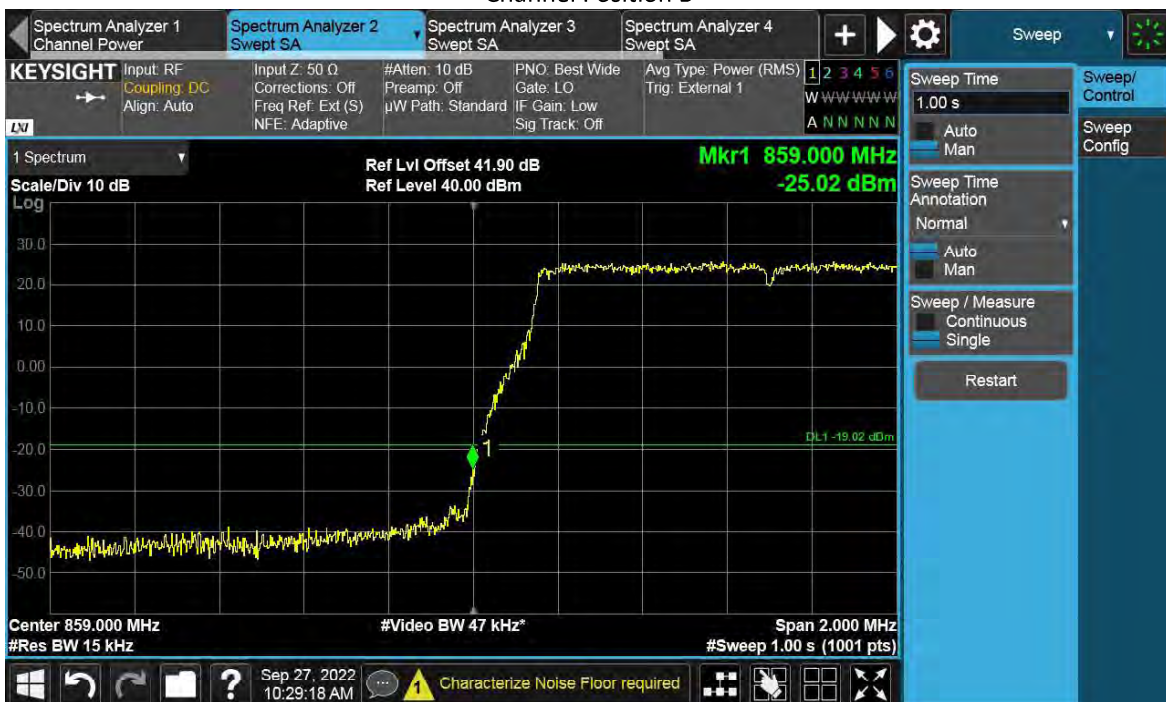 Spectrum Analyzer 1
Channel Power
Spectrum Analyzer 2
Swept SA
Spectrum Analyzer 3
Swept SA
Spectrum Analyzer 4
Swept SA
Sweep
KEYSIGHT
LXI
Input: RF
Coupling: DC
Align: Auto
Input Z: 50 Ω
Corrections: Off
Freq Ref: Ext (S)
NFE: Adaptive
#Atten: 10 dB
Preamp: Off
µW Path: Standard
PNO: Best Wide
Gate: LO
IF Gain: Low
Sig Track: Off
Avg Type: Power (RMS)
Trig: External 1
1 2 3 4 5 6
W W W W W W
A N N N N N
1 Spectrum
Scale/Div 10 dB
Log
Ref Lvl Offset 41.90 dB
Ref Level 40.00 dBm
Mkr1 859.000 MHz
-25.02 dBm
30.0
20.0
10.0
0.00
-10.0
-20.0
-30.0
-40.0
-50.0
1
DL1 -19.02 dBm
Center 859.000 MHz
#Res BW 15 kHz
#Video BW 47 kHz*
Span 2.000 MHz
#Sweep 1.00 s (1001 pts)
Sweep Time
1.00 s
Auto
Man
Sweep Time
Annotation
Normal
Auto
Man
Sweep / Measure
Continuous
Single
Restart
Sweep/
Control
Sweep
Config
?
Sep 27, 2022
10:29:18 AM
1
Characterize Noise Floor required